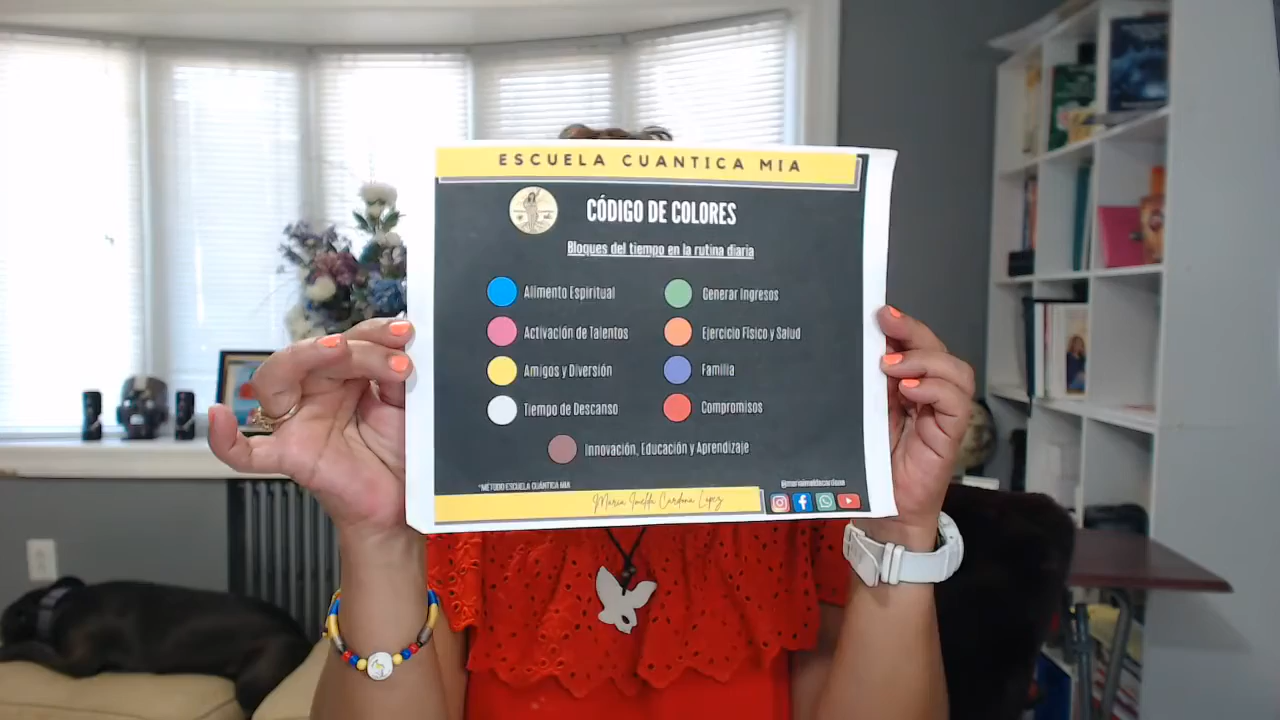 ESCUELA CUANTICA MIA
CÓDIGO DE COLORES
Bloques del tiempo en la rutina diaria
Alimento Espiritual
Generar Ingresos
Activación de Talentos
Ejercicio Físico y Salud
Amigos y Diversión
Familia
Tiempo de Descanso
Compromisos
Innovación, Educación y Aprendizaje
*MÉTODO ESCUELA CUÁNTICA MIA
@mariaimeldacardona
Maria Imelda Cardona Lopez